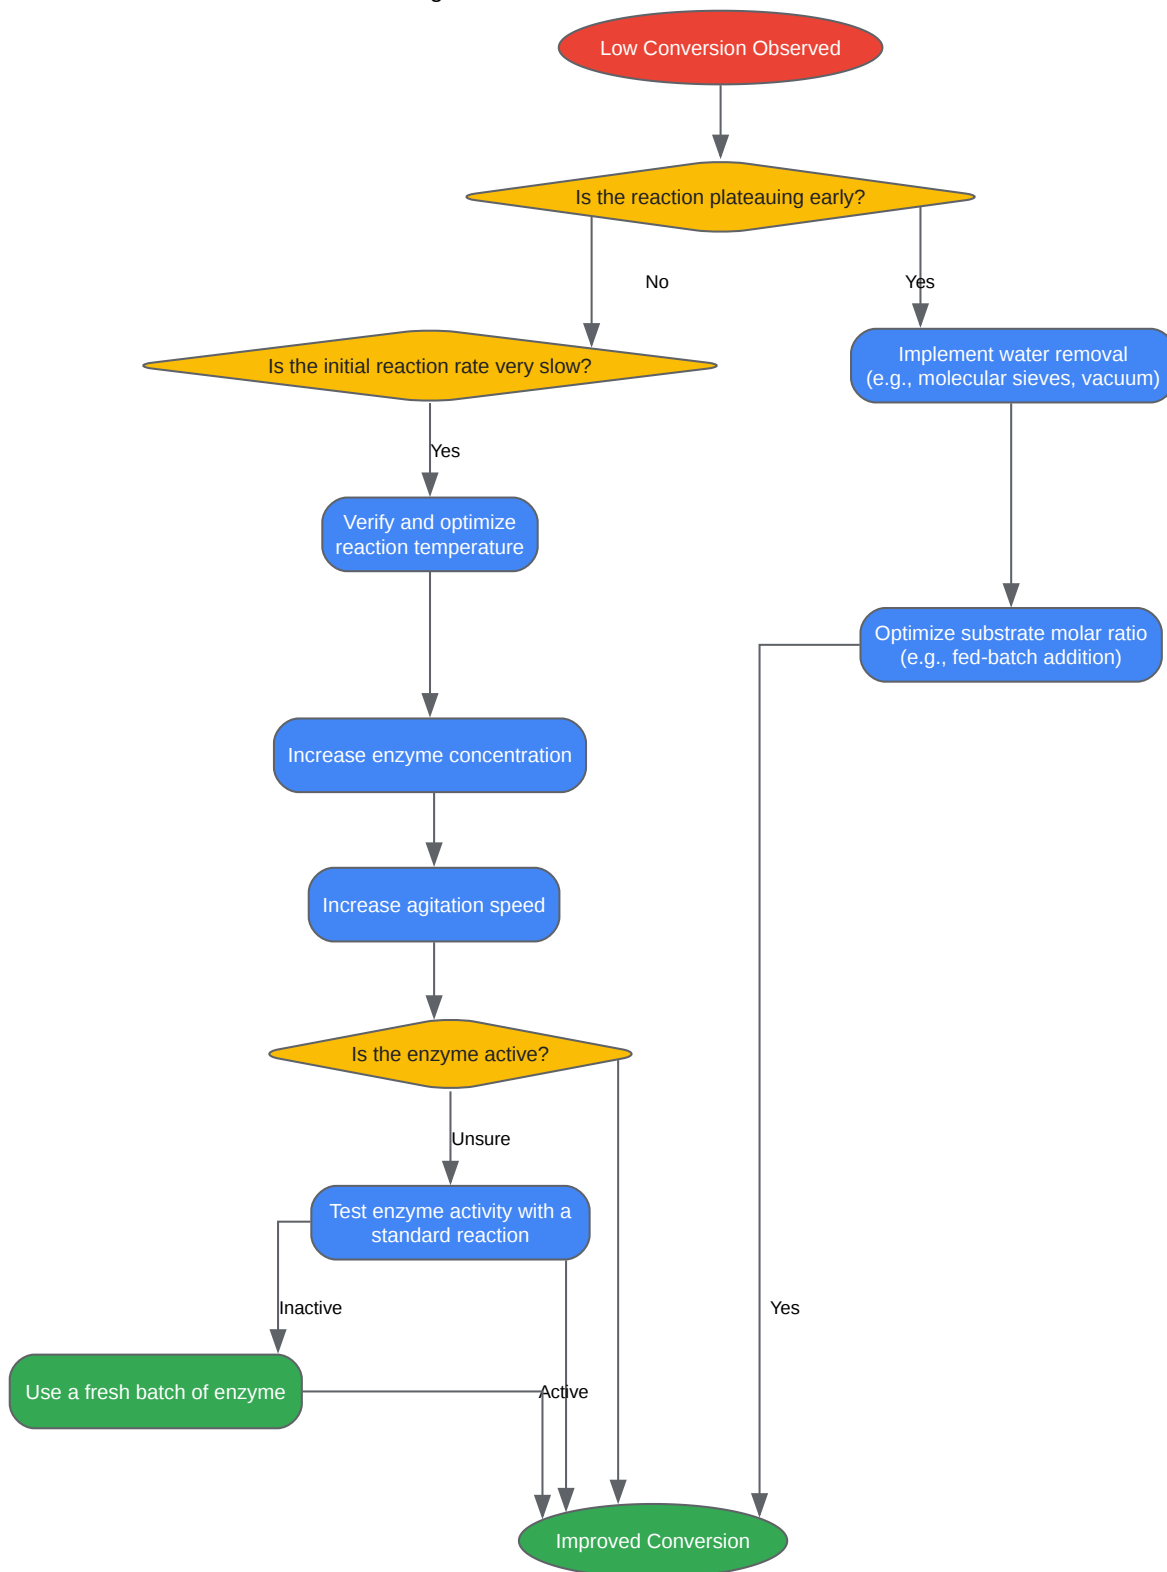 Low Conversion Observed
Is the reaction plateauing early?
No
Yes
Is the initial reaction rate very slow?
Implement water removal
(e.g., molecular sieves, vacuum)
Yes
Verify and optimize
reaction temperature
Optimize substrate molar ratio
(e.g., fed-batch addition)
Increase enzyme concentration
Increase agitation speed
Is the enzyme active?
Unsure
Test enzyme activity with a
standard reaction
Inactive
Yes
Use a fresh batch of enzyme
Active
Improved Conversion